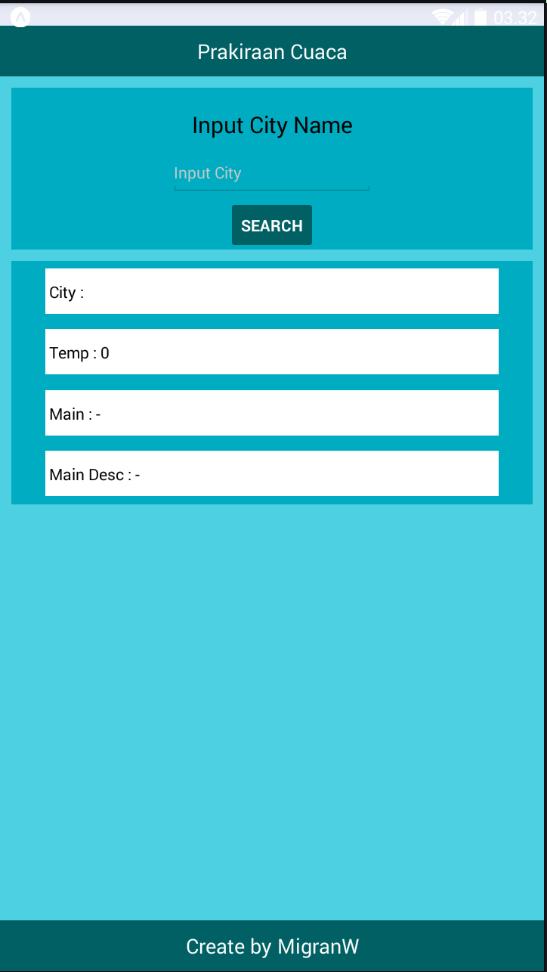 03.32
Prakiraan Cuaca
Input City Name
Input City
SEARCH
City :
Temp : 0
Main : -
Main Desc : -
Create by MigranW